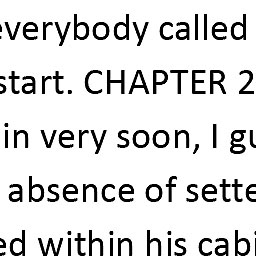 everybody called
start. CHAPTER 2
in very soon, I gu
absence of sette
ed within his cabi